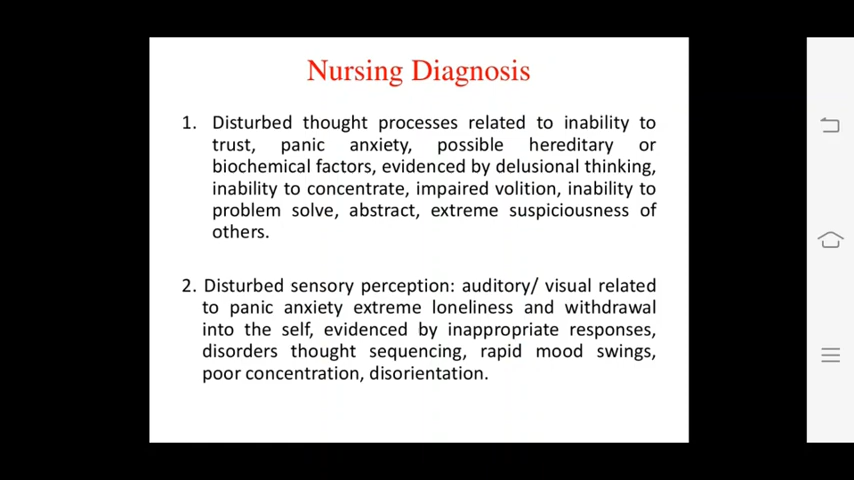 Nursing Diagnosis
1. Disturbed thought processes related to inability to
trust, panic anxiety, possible hereditary or
biochemical factors, evidenced by delusional thinking,
inability to concentrate, impaired volition, inability to
problem solve, abstract, extreme suspiciousness of
others.
2. Disturbed sensory perception: auditory/ visual related
to panic anxiety extreme loneliness and withdrawal
into the self, evidenced by inappropriate responses,
disorders thought sequencing, rapid mood swings,
poor concentration, disorientation.